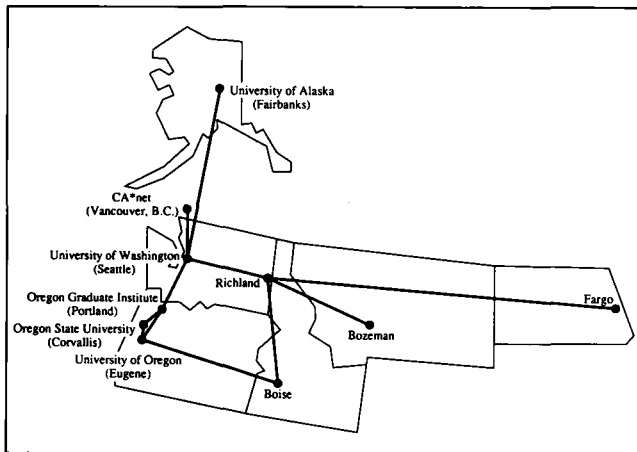 University of Alaska
(Fairbanks)
CA*net
(Vancouver, B.C.)
University of Washington
(Seattle)
Richland
Fargo
Oregon Graduate Institute
(Portland)
Bozeman
Oregon State University
(Corvallis)
University of Oregon
(Eugene)
Boise